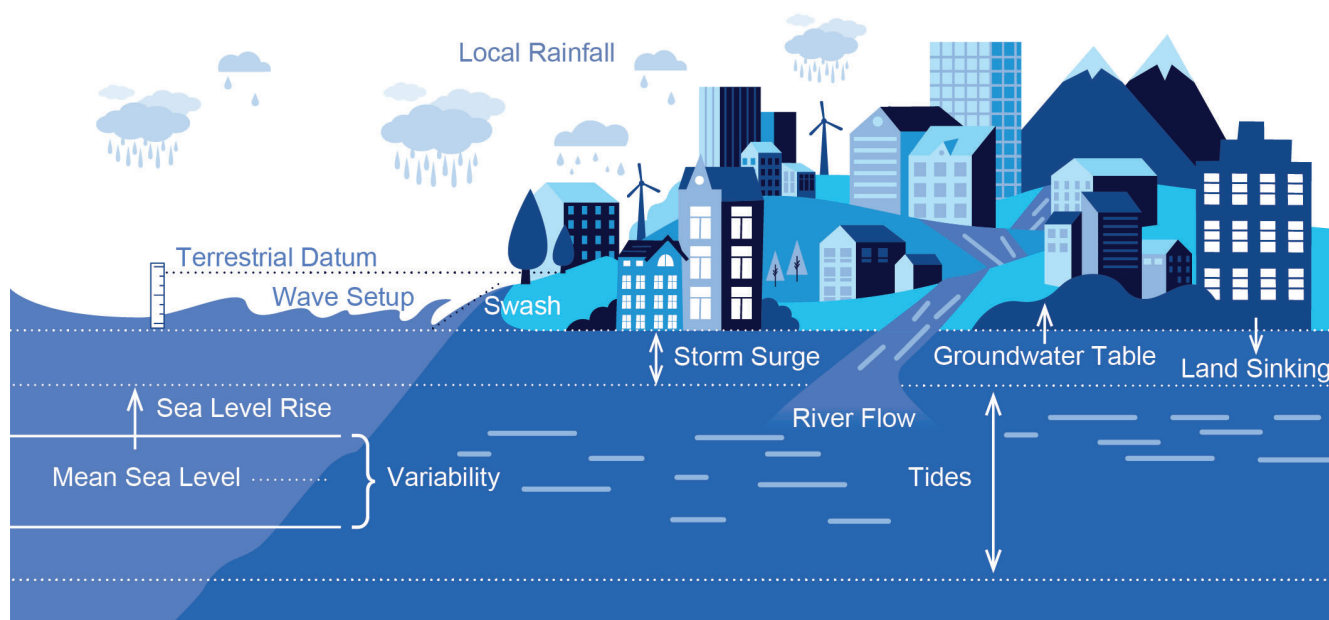 Local Rainfall
Terrestrial Datum
Wave Setup
Swash
Storm Surge
Groundwater Table
Land Sinking
Sea Level Rise
River Flow
Mean Sea Level
Variability
Tides